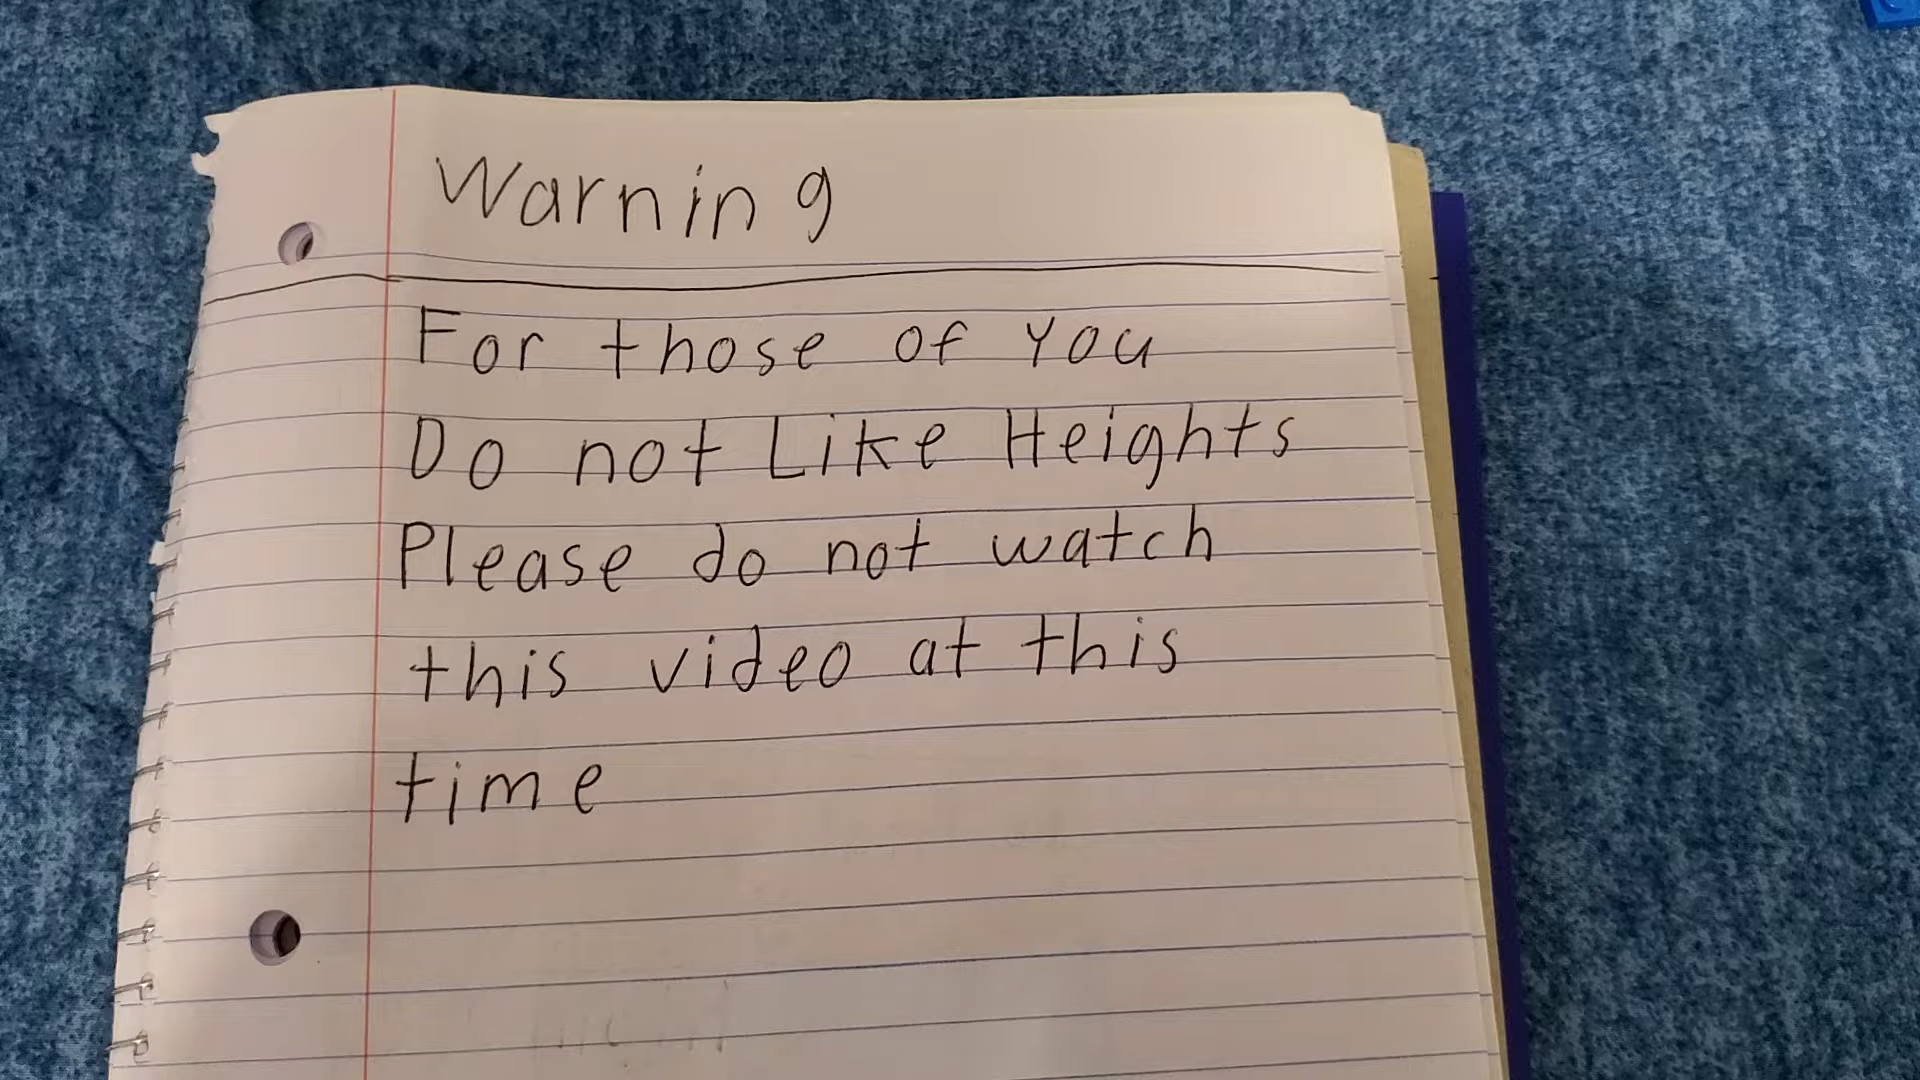 Warning
For those of you
Do not Like Heights
Please do not watch
this video at this
time